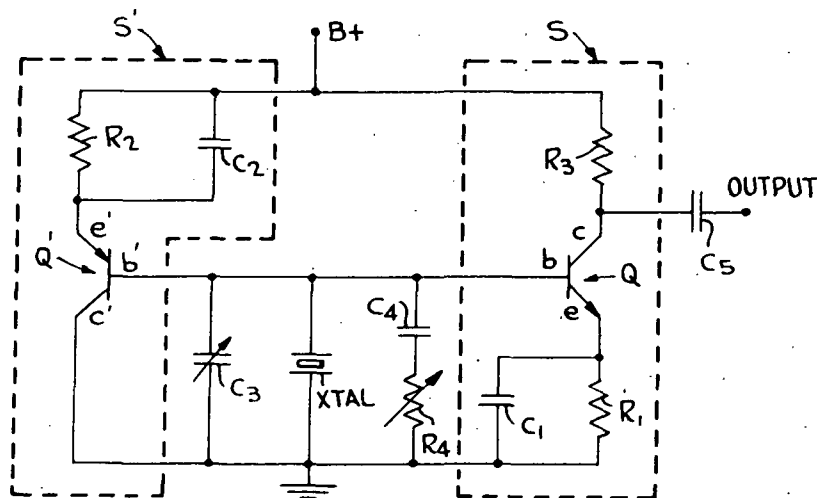 S'
B+
S
R2
C2
R3
OUTPUT
e'
c
C5
Q'
b'
b
Q
C4
e
c'
C3
XTAL
R4
C1
R1